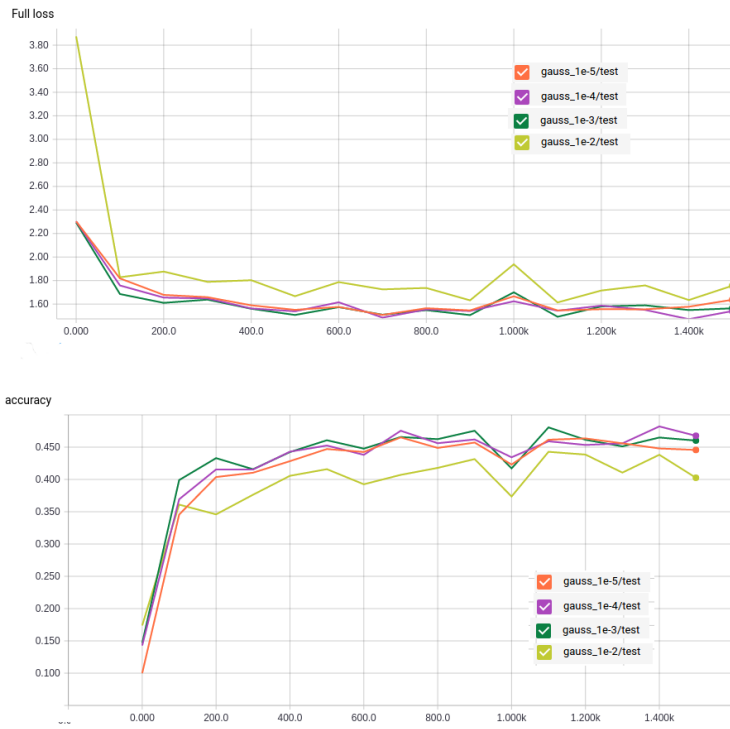 Full loss
3.80
3.60
3.40
3.20
3.00
2.80
2.60
2.40
2.20
2.00
1.80
1.60
gauss_1e-5/test
gauss_1e-4/test
gauss_1e-3/test
gauss_1e-2/test
0.000 200.0 400.0 600.0 800.0 1.000k 1.200k 1.400k
accuracy
0.450
0.400
0.350
0.300
0.250
0.200
0.150
0.100
gauss_1e-5/test
gauss_1e-4/test
gauss_1e-3/test
gauss_1e-2/test
0.000 200.0 400.0 600.0 800.0 1.000k 1.200k 1.400k